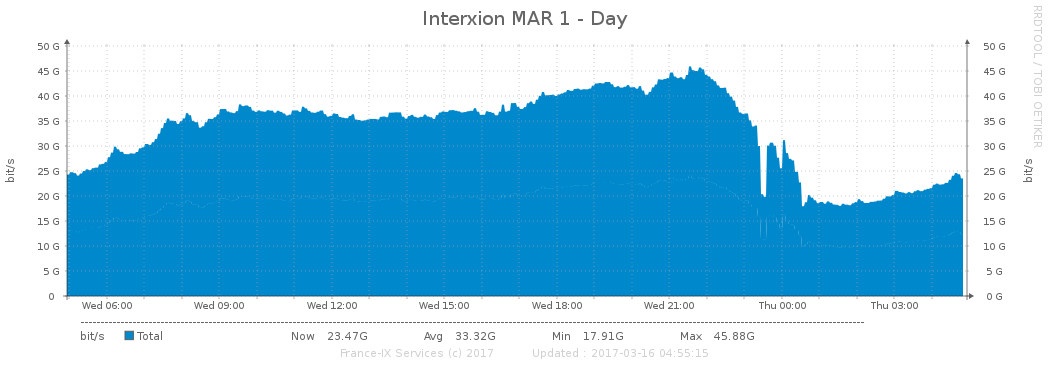 Interxion MAR 1 - Day
RRDTOOL / TOBI OETIKER
50 G 50 G
45 G 45 G
40 G 40 G
35 G 35 G
30 G 30 G
25 G 25 G
20 G 20 G
15 G 15 G
10 G 10 G
5 G 5 G
0 0 G
bit/s
bit/s
Wed 06:00 Wed 09:00 Wed 12:00 Wed 15:00 Wed 18:00 Wed 21:00 Thu 00:00 Thu 03:00
bit/s Total Now 23.47G Avg 33.32G Min 17.91G Max 45.88G
France-IX Services (c) 2017 Updated : 2017-03-16 04:55:15